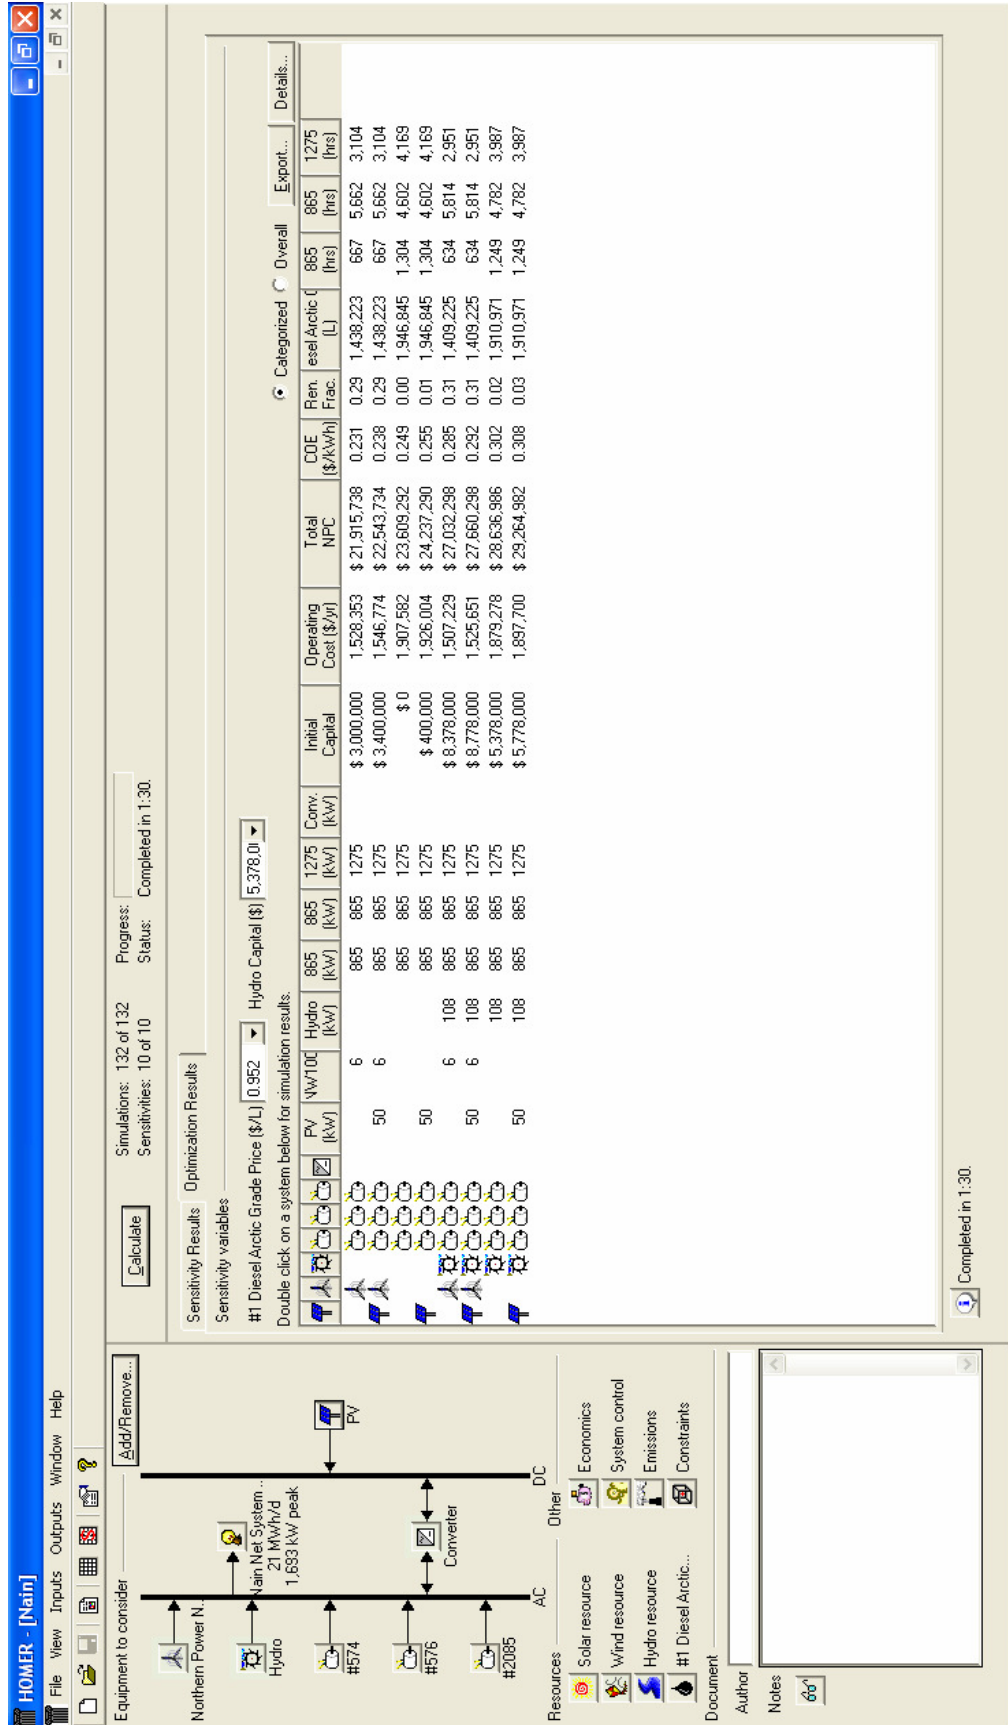 HOMER - [Nain]
File View Inputs Outputs Window Help
Equipment to consider
Add/Remove...
Calculate
Simulations: 132 of 132
Progress:
Sensitivities: 10 of 10
Status: Completed in 1:30.
Northern Power N...
Nain Net System ...
21 MWh/d
1,693 kW peak
Hydro
#574
#576
#2085
Converter
PV
AC
DC
Resources
Other
Solar resource
Economics
Wind resource
System control
Hydro resource
Emissions
#1 Diesel Arctic...
Constraints
Document
Author
Notes
Sensitivity Results
Optimization Results
Sensitivity variables
#1 Diesel Arctic Grade Price ($/L) 0.952 Hydro Capital ($) 5,378,0
Double click on a system below for simulation results.
Categorized Overall Export... Details...
PV (kW) NW100 Hydro (kW) 865 (kW) 865 (kW) 1275 (kW) Conv. (kW) Initial Capital Operating Cost ($/yr) Total NPC COE ($/kWh) Ren. Frac. esel Arctic (L) 865 (hrs) 865 (hrs) 1275 (hrs)
6 865 865 1275 $ 3,000,000 1,528,353 $ 21,915,738 0.231 0.29 1,438,223 667 5,662 3,104
50 6 865 865 1275 $ 3,400,000 1,546,774 $ 22,543,734 0.238 0.29 1,438,223 667 5,662 3,104
865 865 1275 $ 0 1,907,582 $ 23,609,292 0.249 0.00 1,946,845 1,304 4,602 4,169
50 865 865 1275 $ 400,000 1,926,004 $ 24,237,290 0.255 0.01 1,946,845 1,304 4,602 4,169
6 108 865 865 1275 $ 8,378,000 1,507,229 $ 27,032,298 0.285 0.31 1,409,225 634 5,814 2,951
50 6 108 865 865 1275 $ 8,778,000 1,525,651 $ 27,660,298 0.292 0.31 1,409,225 634 5,814 2,951
108 865 865 1275 $ 5,378,000 1,879,278 $ 28,636,986 0.302 0.02 1,910,971 1,249 4,782 3,987
50 108 865 865 1275 $ 5,778,000 1,897,700 $ 29,264,982 0.308 0.03 1,910,971 1,249 4,782 3,987
Completed in 1:30.